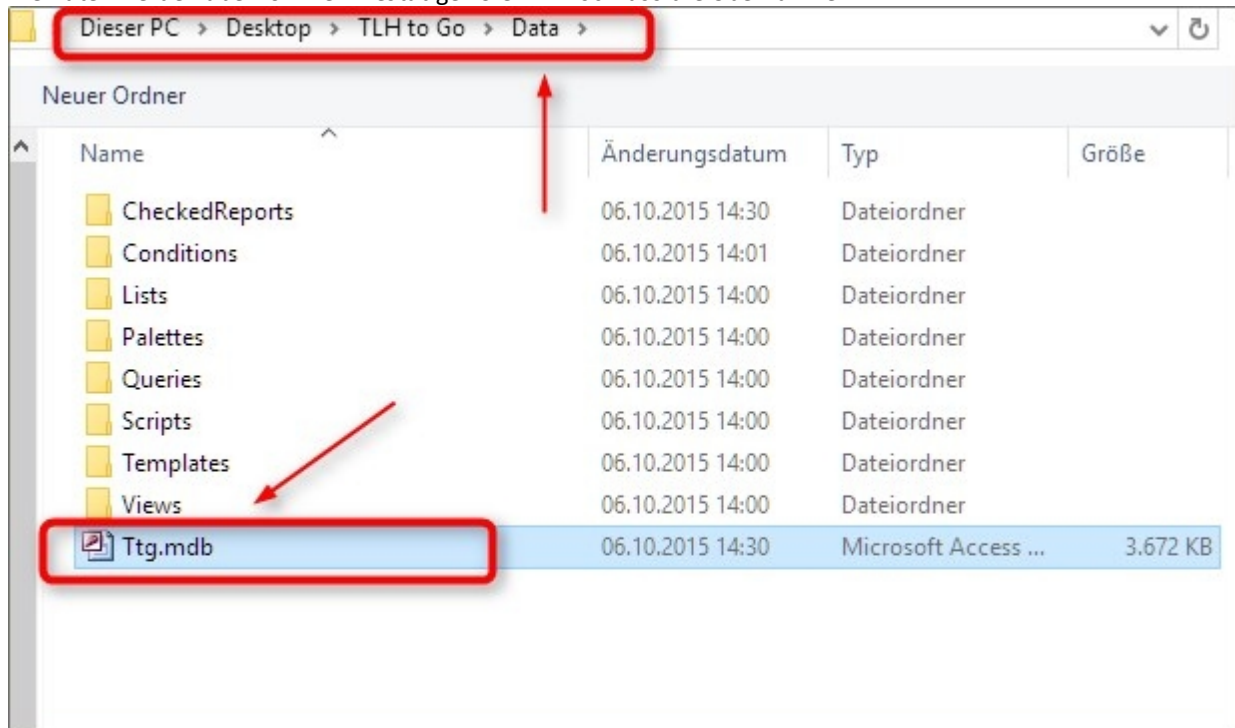 Dieser PC > Desktop > TLH to Go > Data >
Neuer Ordner
Name Änderungsdatum Typ Größe
CheckedReports 06.10.2015 14:30 Dateiordner
Conditions 06.10.2015 14:01 Dateiordner
Lists 06.10.2015 14:00 Dateiordner
Palettes 06.10.2015 14:00 Dateiordner
Queries 06.10.2015 14:00 Dateiordner
Scripts 06.10.2015 14:00 Dateiordner
Templates 06.10.2015 14:00 Dateiordner
Views 06.10.2015 14:00 Dateiordner
Ttg.mdb 06.10.2015 14:30 Microsoft Access ... 3.672 KB